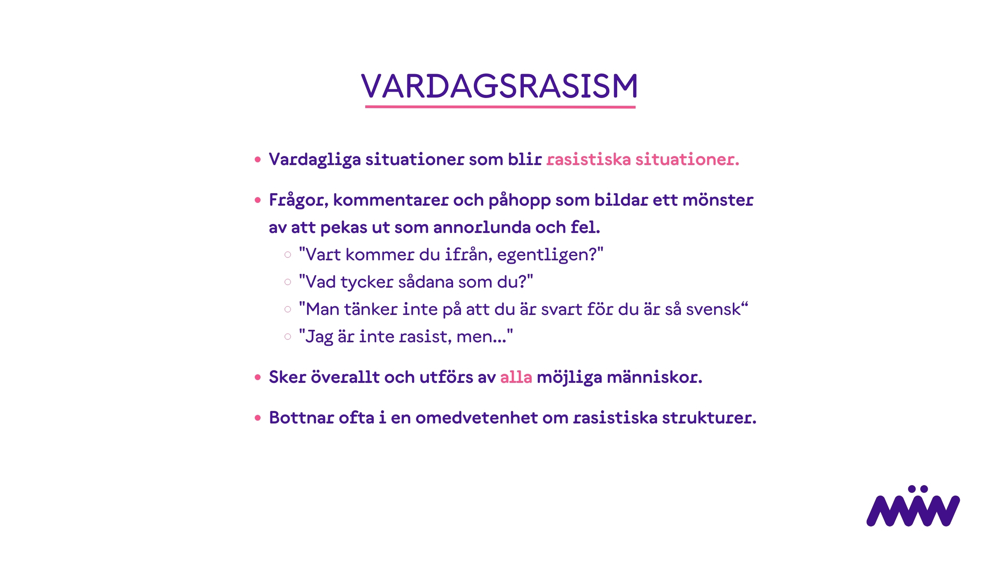 VARDAGSRASISM
• Vardagliga situationer som blir rasistiska situationer.
• Frågor, kommentarer och påhopp som bildar ett mönster
av att pekas ut som annorlunda och fel.
○ "Vart kommer du ifrån, egentligen?"
○ "Vad tycker sådana som du?"
○ "Man tänker inte på att du är svart för du är så svensk“
○ "Jag är inte rasist, men..."
• Sker överallt och utförs av alla möjliga människor.
• Bottnar ofta i en omedvetenhet om rasistiska strukturer.